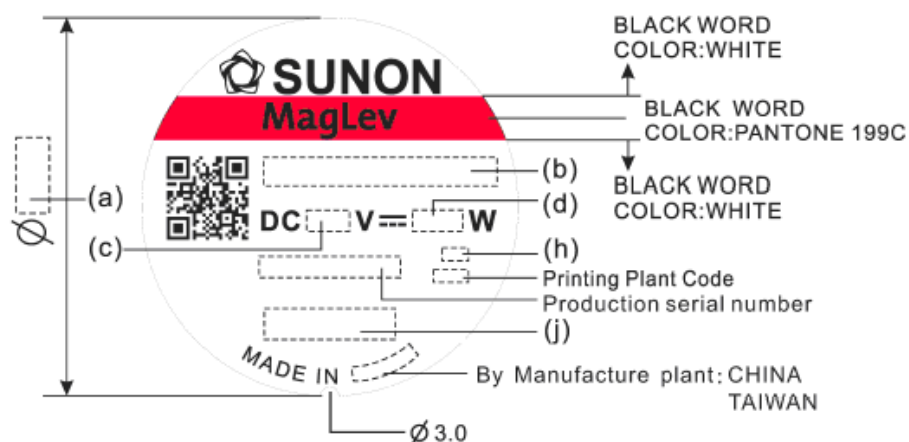 BLACK WORD
COLOR:WHITE
SUNON
MagLev
BLACK WORD
COLOR:PANTONE 199C
(a)
(b)
BLACK WORD
COLOR:WHITE
DC V⎓ W
(d)
(c)
(h)
Printing Plant Code
Production serial number
(j)
MADE IN
By Manufacture plant: CHINA
TAIWAN
Ø
Ø 3.0